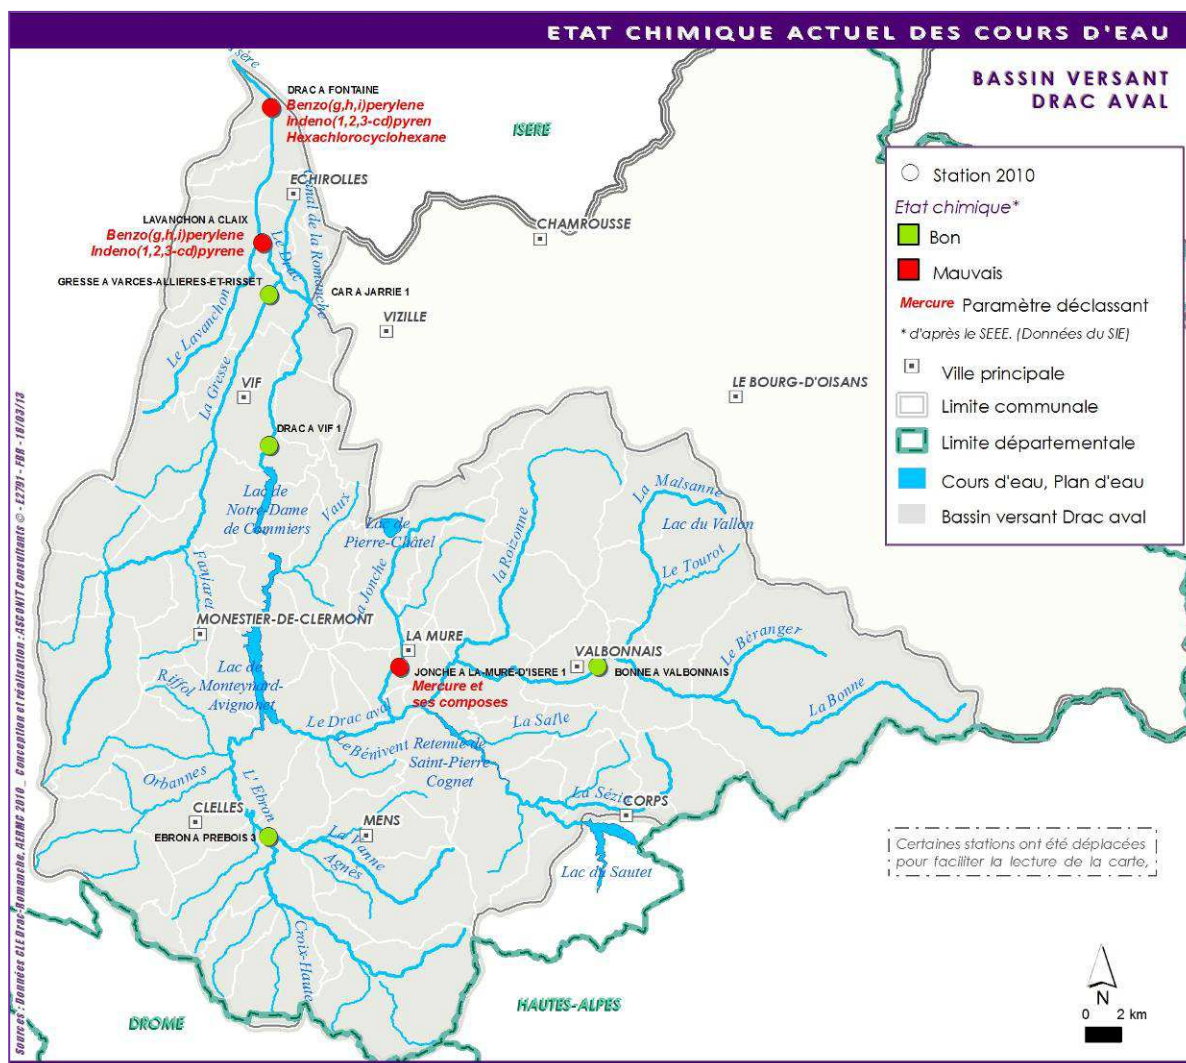 ETAT CHIMIQUE ACTUEL DES COURS D'EAU
BASSIN VERSANT
DRAC AVAL
Isère
DRAC A FONTAINE
Benzo(g,h,i)perylene
Indeno(1,2,3-cd)pyren
Hexachlorocyclohexane
ISERE
ECHIROLLES
Canal de la Romanche
LAVANCHON A CLAIX
Benzo(g,h,i)perylene
Indeno(1,2,3-cd)pyrene
Le Drac
CHAMROUSSE
GRESSE A VARCES-ALLIERES-ET-RISSET
CAR A JARRIE 1
VIZILLE
Le Lavanchon
La Gresse
VIF
LE BOURG-D'OISANS
DRAC A VIF 1
Lac de
Notre-Dame
de Commiers
Vaux
Lac de
Pierre-Châtel
La Jonche
la Roizonne
La Malsanne
Lac du Vallon
Le Tourot
Fanjaret
MONESTIER-DE-CLERMONT
LA MURE
VALBONNAIS
Le Béranger
JONCHE A LA-MURE-D'ISERE 1
Mercure et
ses composes
BONNE A VALBONNAIS
La Bonne
Lac de
Monteynard-
Avignonet
Riffol
Le Drac aval
Le Bénivent
Retenue de
Saint-Pierre
Cognet
La Salle
Orbannes
L' Ebron
La Sézia
CORPS
CLELLES
MENS
EBRON A PREBOIS 3
La Vanne
Agnès
Lac du Sautet
Croix-Haute
DROME
HAUTES-ALPES
Station 2010
Etat chimique*
Bon
Mauvais
Mercure Paramètre déclassant
* d'après le SEEE. (Données du SIE)
Ville principale
Limite communale
Limite départementale
Cours d'eau, Plan d'eau
Bassin versant Drac aval
Certaines stations ont été déplacées
pour faciliter la lecture de la carte,
N
0 2 km
Sources : Données CLE Drac-Romanche, AERMC 2010_ Conception et réalisation : ASCONIT Consultants © - E2791 - FBR - 18/03/13